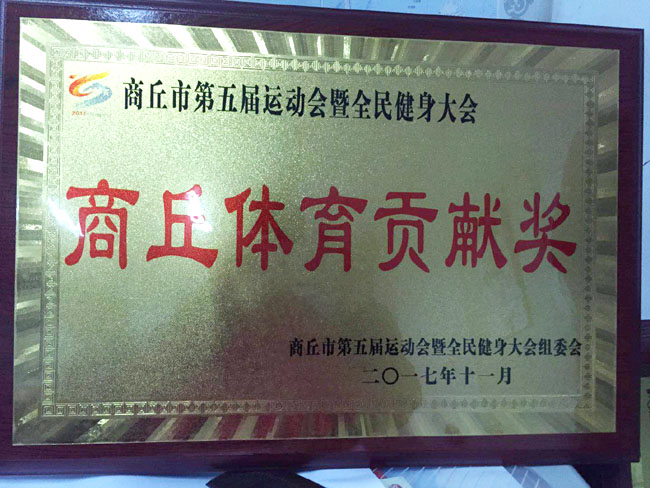 商丘市第五届运动会暨全民健身大会
2017
商丘体育贡献奖
商丘市第五届运动会暨全民健身大会组委会
二〇一七年十一月